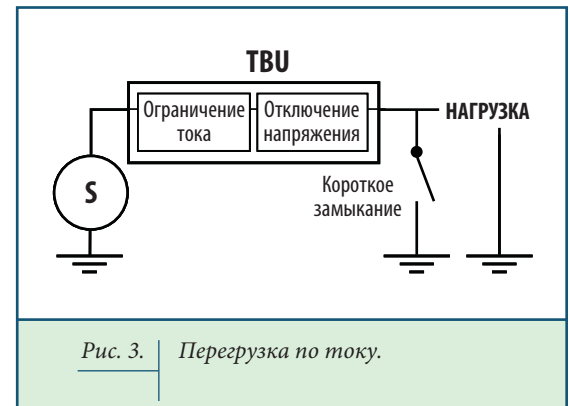 TBU
Ограничение
тока
Отключение
напряжения
НАГРУЗКА
S
Короткое
замыкание
Рис. 3. Перегрузка по току.